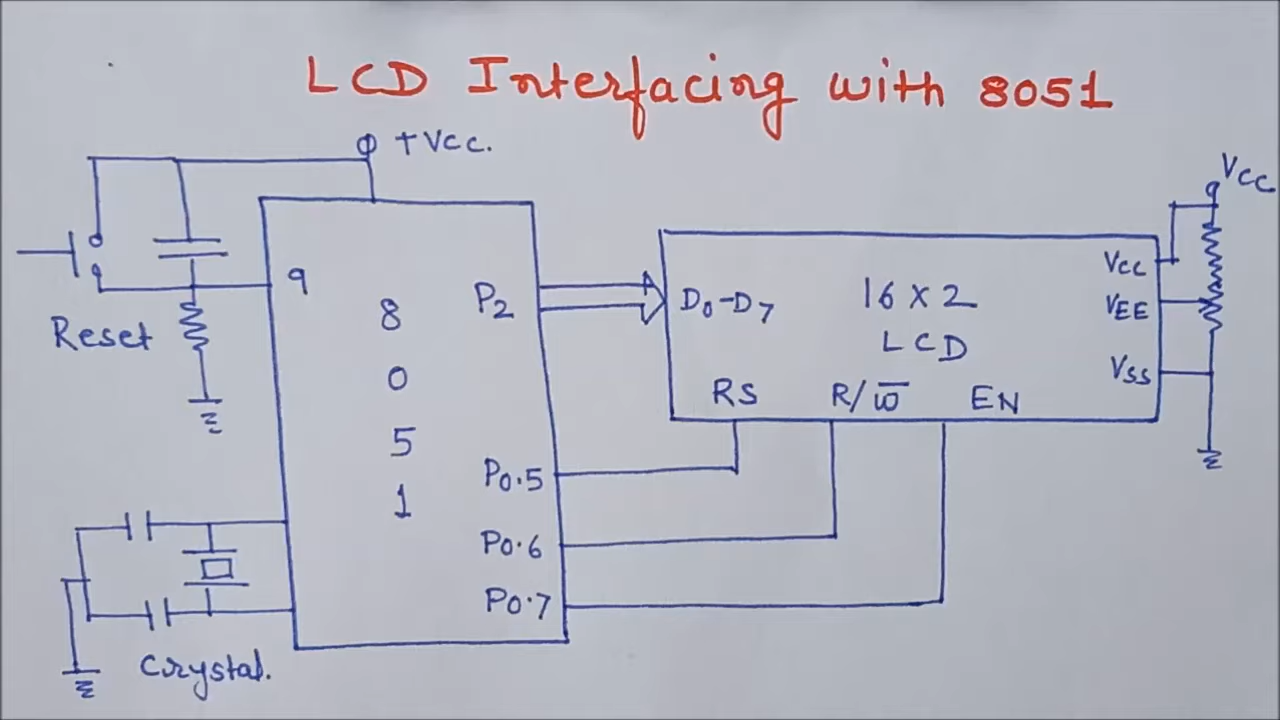 LCD Interfacing with 8051
+Vcc.
Vcc
9
Reset
8
0
5
1
P2
P0.5
P0.6
P0.7
D0-D7
16 X 2
LCD
RS
R/W̅
EN
Vcc
VEE
Vss
Crystal.